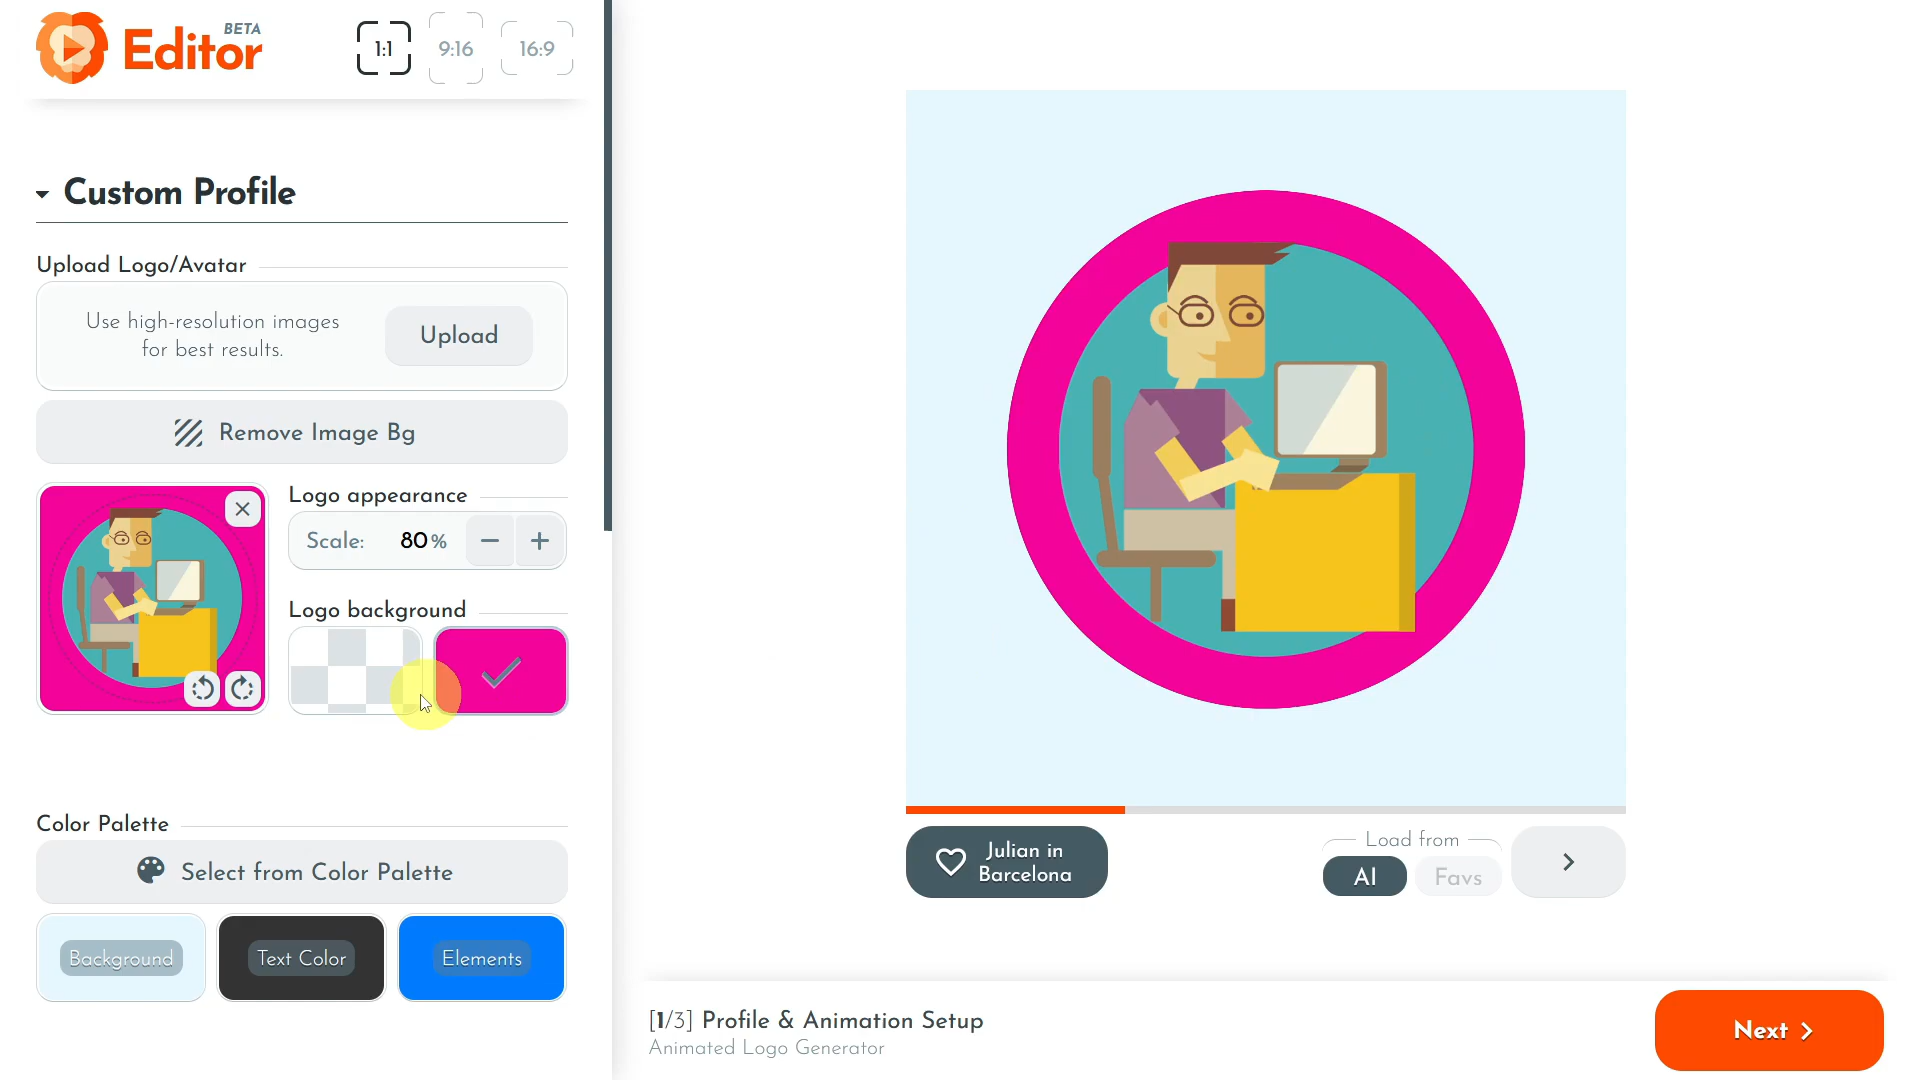 Editor BETA
1:1
9:16
16:9
Custom Profile
Upload Logo/Avatar
Use high-resolution images
for best results.
Upload
Remove Image Bg
Logo appearance
Scale: 80%
Logo background
Color Palette
Select from Color Palette
Background
Text Color
Elements
Julian in
Barcelona
Load from
AI
Favs
[1/3] Profile & Animation Setup
Animated Logo Generator
Next